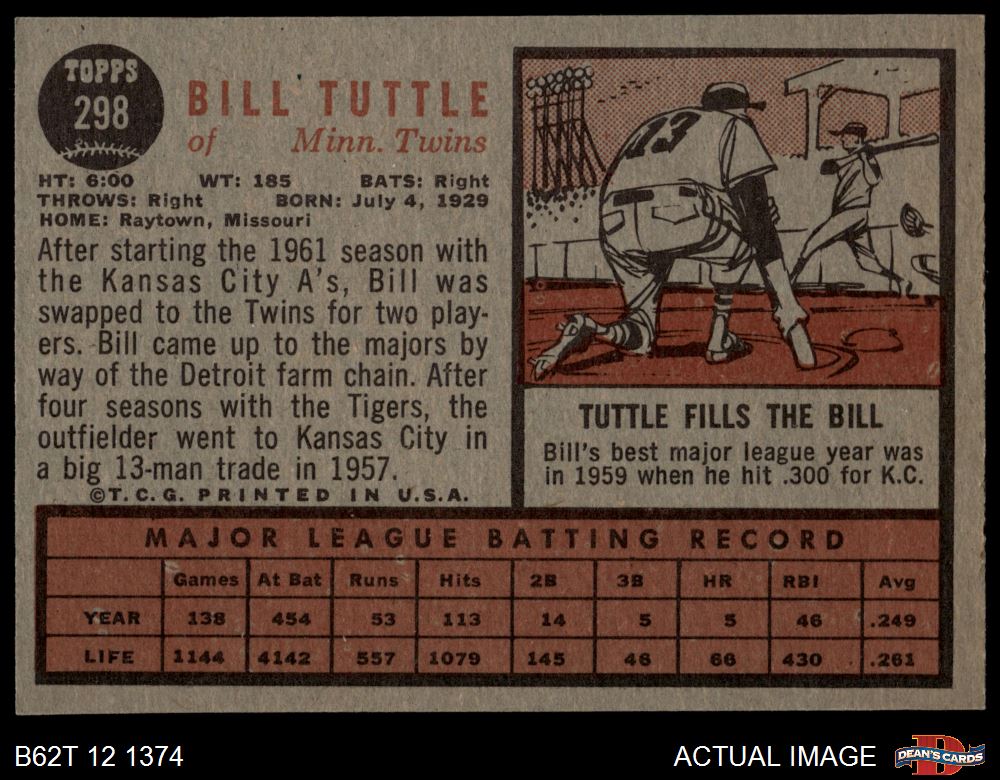 TOPPS
298
BILL TUTTLE
of Minn. Twins
HT: 6:00 WT: 185 BATS: Right
THROWS: Right BORN: July 4, 1929
HOME: Raytown, Missouri
After starting the 1961 season with
the Kansas City A's, Bill was
swapped to the Twins for two play-
ers. Bill came up to the majors by
way of the Detroit farm chain. After
four seasons with the Tigers, the
outfielder went to Kansas City in
a big 13-man trade in 1957.
©T.C.G. PRINTED IN U.S.A.
13
TUTTLE FILLS THE BILL
Bill's best major league year was
in 1959 when he hit .300 for K.C.
MAJOR LEAGUE BATTING RECORD
Games At Bat Runs Hits 2B 3B HR RBI Avg
YEAR 138 454 53 113 14 5 5 46 .249
LIFE 1144 4142 557 1079 145 46 66 430 .261
B62T 12 1374 ACTUAL IMAGE
DEAN'S CARDS